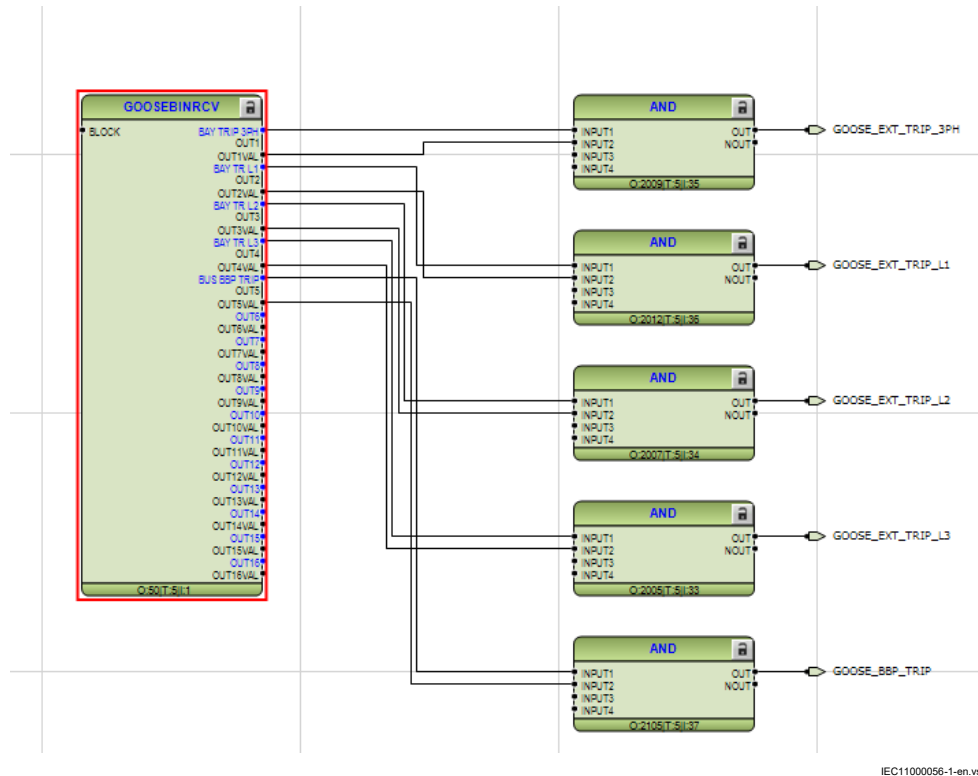 GOOSEBINRCV
BLOCK
BAY TRIP 3PH
OUT1
OUT1VAL
BAY TR L1
OUT2
OUT2VAL
BAY TR L2
OUT3
OUT3VAL
BAY TR L3
OUT4
OUT4VAL
BUS BBP TRIP
OUT5
OUT5VAL
OUT6
OUT6VAL
OUT7
OUT7VAL
OUT8
OUT8VAL
OUT9
OUT9VAL
OUT10
OUT10VAL
OUT11
OUT11VAL
OUT12
OUT12VAL
OUT13
OUT13VAL
OUT14
OUT14VAL
OUT15
OUT15VAL
OUT16
OUT16VAL
O:50|T:5|I:1
AND
INPUT1 OUT
INPUT2 NOUT
INPUT3
INPUT4
O:2009|T:5|I:35
GOOSE_EXT_TRIP_3PH
AND
INPUT1 OUT
INPUT2 NOUT
INPUT3
INPUT4
O:2012|T:5|I:36
GOOSE_EXT_TRIP_L1
AND
INPUT1 OUT
INPUT2 NOUT
INPUT3
INPUT4
O:2007|T:5|I:34
GOOSE_EXT_TRIP_L2
AND
INPUT1 OUT
INPUT2 NOUT
INPUT3
INPUT4
O:2005|T:5|I:33
GOOSE_EXT_TRIP_L3
AND
INPUT1 OUT
INPUT2 NOUT
INPUT3
INPUT4
O:2105|T:5|I:37
GOOSE_BBP_TRIP